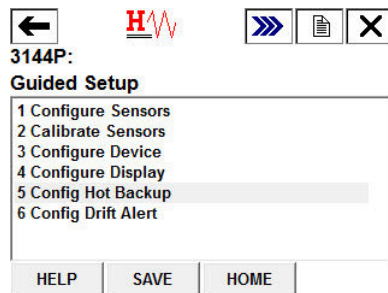 H
3144P:
Guided Setup
1 Configure Sensors
2 Calibrate Sensors
3 Configure Device
4 Configure Display
5 Config Hot Backup
6 Config Drift Alert
HELP SAVE HOME